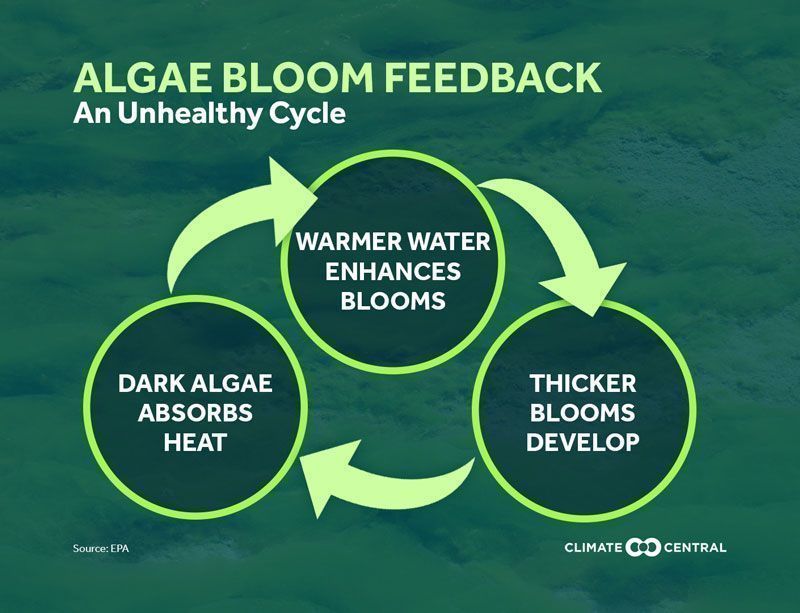 ALGAE BLOOM FEEDBACK
An Unhealthy Cycle
WARMER WATER
ENHANCES
BLOOMS
THICKER
BLOOMS
DEVELOP
DARK ALGAE
ABSORBS
HEAT
Source: EPA
CLIMATE CENTRAL